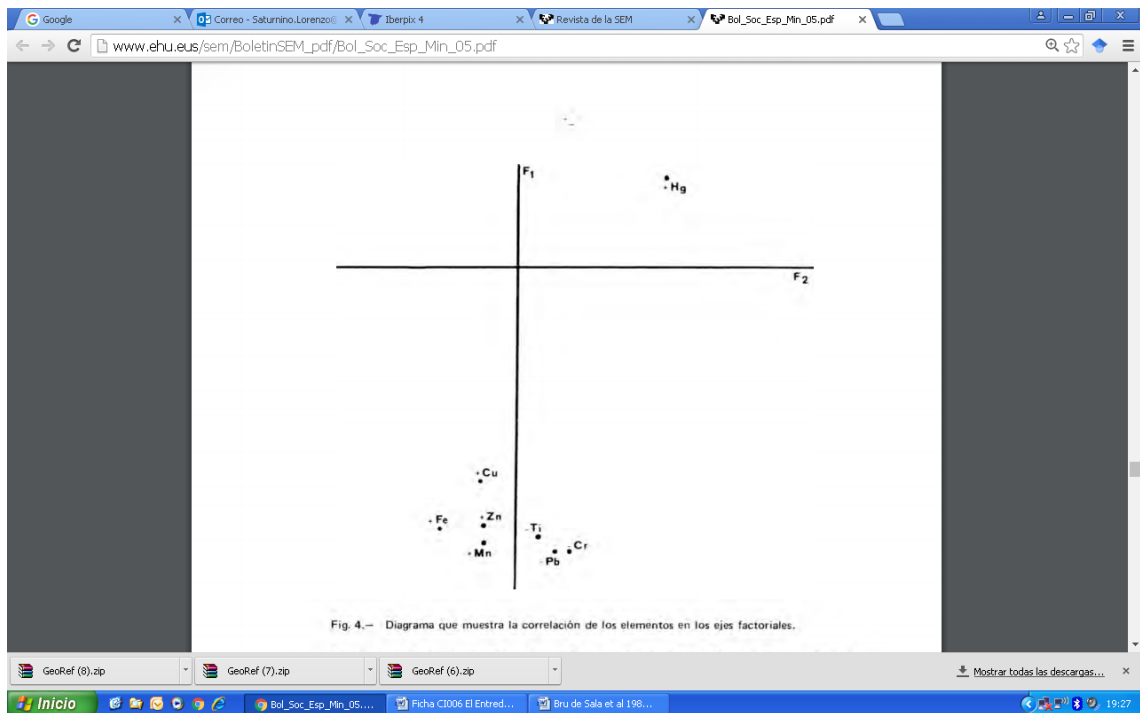 Google
Correo - Saturnino.Lorenzo@
Iberpix 4
Revista de la SEM
Bol_Soc_Esp_Min_05.pdf
www.ehu.eus/sem/BoletinSEM_pdf/Bol_Soc_Esp_Min_05.pdf
F1
Hg
F2
Cu
Fe
Zn
Ti
Mn
Cr
Pb
Fig. 4.— Diagrama que muestra la correlación de los elementos en los ejes factoriales.
GeoRef (8).zip
GeoRef (7).zip
GeoRef (6).zip
Mostrar todas las descargas...
Inicio
Bol_Soc_Esp_Min_05....
Ficha CI006 El Entred...
Bru de Sala et al 198...
19:27